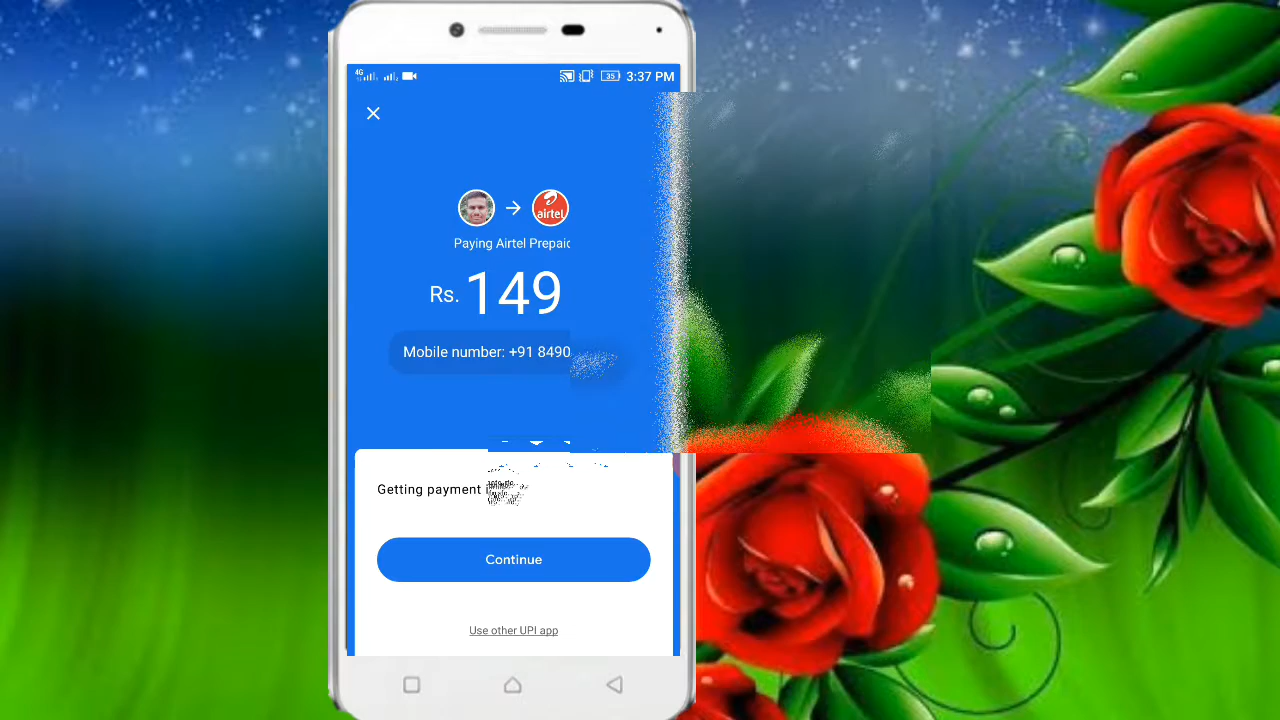 4G
35
3:37 PM
airtel
Paying Airtel Prepaid
Rs. 149
Mobile number: +91 8490
Getting payment
Continue
Use other UPI app